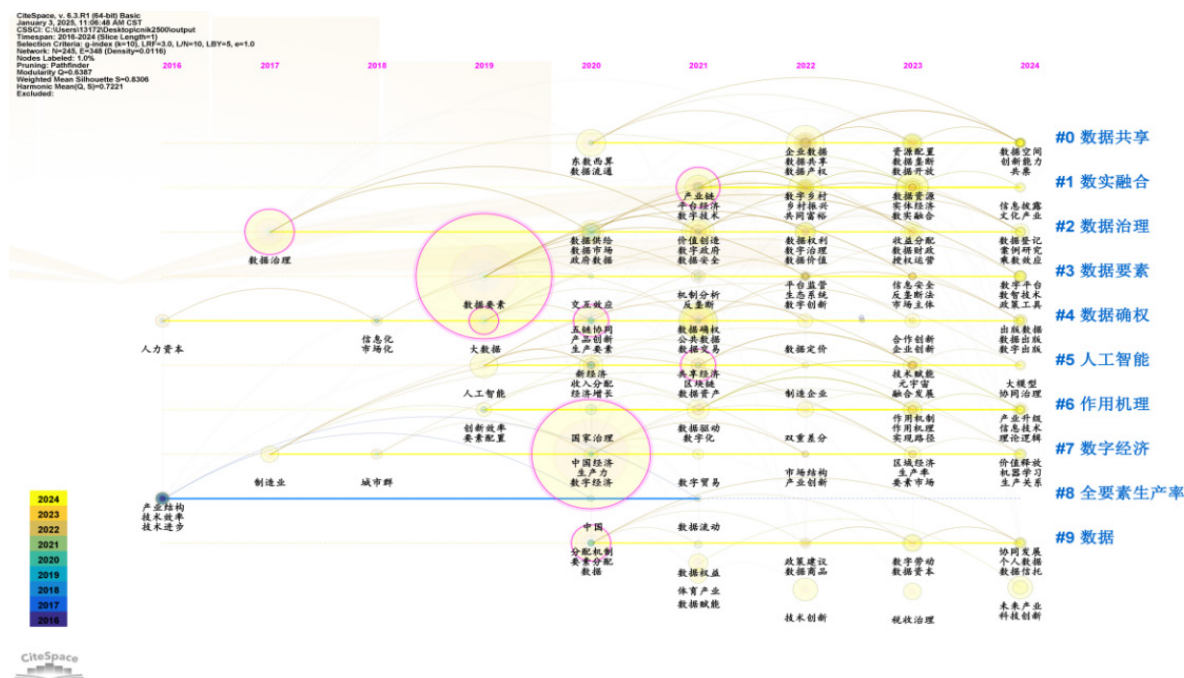 CiteSpace, v. 6.3.R1 (64-bit) Basic
January 3, 2025, 11:06:48 AM CST
CSSCI: C:\Users\13172\Desktop\cnik2500\output
Timespan: 2016-2024 (Slice Length=1)
Selection Criteria: g-index (k=10), LRF=3.0, L/N=10, LBY=5, e=1.0
Network: N=245, E=348 (Density=0.0116)
Nodes Labeled: 1.0%
Pruning: Pathfinder
Modularity Q=0.6387
Weighted Mean Silhouette S=0.8306
Harmonic Mean(Q, S)=0.7221
Excluded:
2016 2017 2018 2019 2020 2021 2022 2023 2024
#0 数据共享
东数西算 企业数据 资源配置 数据空间
数据流通 数据共享 数据垄断 创新能力
数据产权 数据开放 共票
#1 数实融合
产业链 数字乡村 数据资源
平台经济 乡村振兴 实体经济 信息披露
数字技术 共同富裕 数实融合 文化产业
#2 数据治理
数据治理
数据供给 价值创造 数据权利 收益分配 数据登记
数据市场 数字政府 数字治理 数据财政 案例研究
政府数据 数据安全 数据价值 授权运营 乘数效应
#3 数据要素
平台监管 信息安全 数字平台
机制分析 生态系统 反垄断法 数智技术
数据要素 交互效应 反垄断 数字创新 市场主体 政策工具
#4 数据确权
人力资本 信息化 大数据
市场化
五链协同 数据确权 出版数据
产品创新 公共数据 合作创新 数据出版
生产要素 数据交易 数据定价 企业创新 数字出版
#5 人工智能
新经济 共享经济 技术赋能
收入分配 区块链 元宇宙 大模型
人工智能 经济增长 数据资产 制造企业 融合发展 协同治理
#6 作用机理
作用机制 产业升级
创新效率 数据驱动 作用机理 信息技术
要素配置 国家治理 数字化 双重差分 实现路径 理论逻辑
#7 数字经济
中国经济 区域经济 价值释放
生产力 市场结构 生产率 机器学习
制造业 城市群 数字经济 数字贸易 产业创新 要素市场 生产关系
#8 全要素生产率
产业结构
技术效率
技术进步
中国 数据流动
#9 数据
分配机制 协同发展
要素分配 政策建议 数字劳动 个人数据
数据 数据权益 数据商品 数据资本 数据信托
体育产业
数据赋能 未来产业
技术创新 税收治理 科技创新
2024
2023
2022
2021
2020
2019
2018
2017
2016
CiteSpace